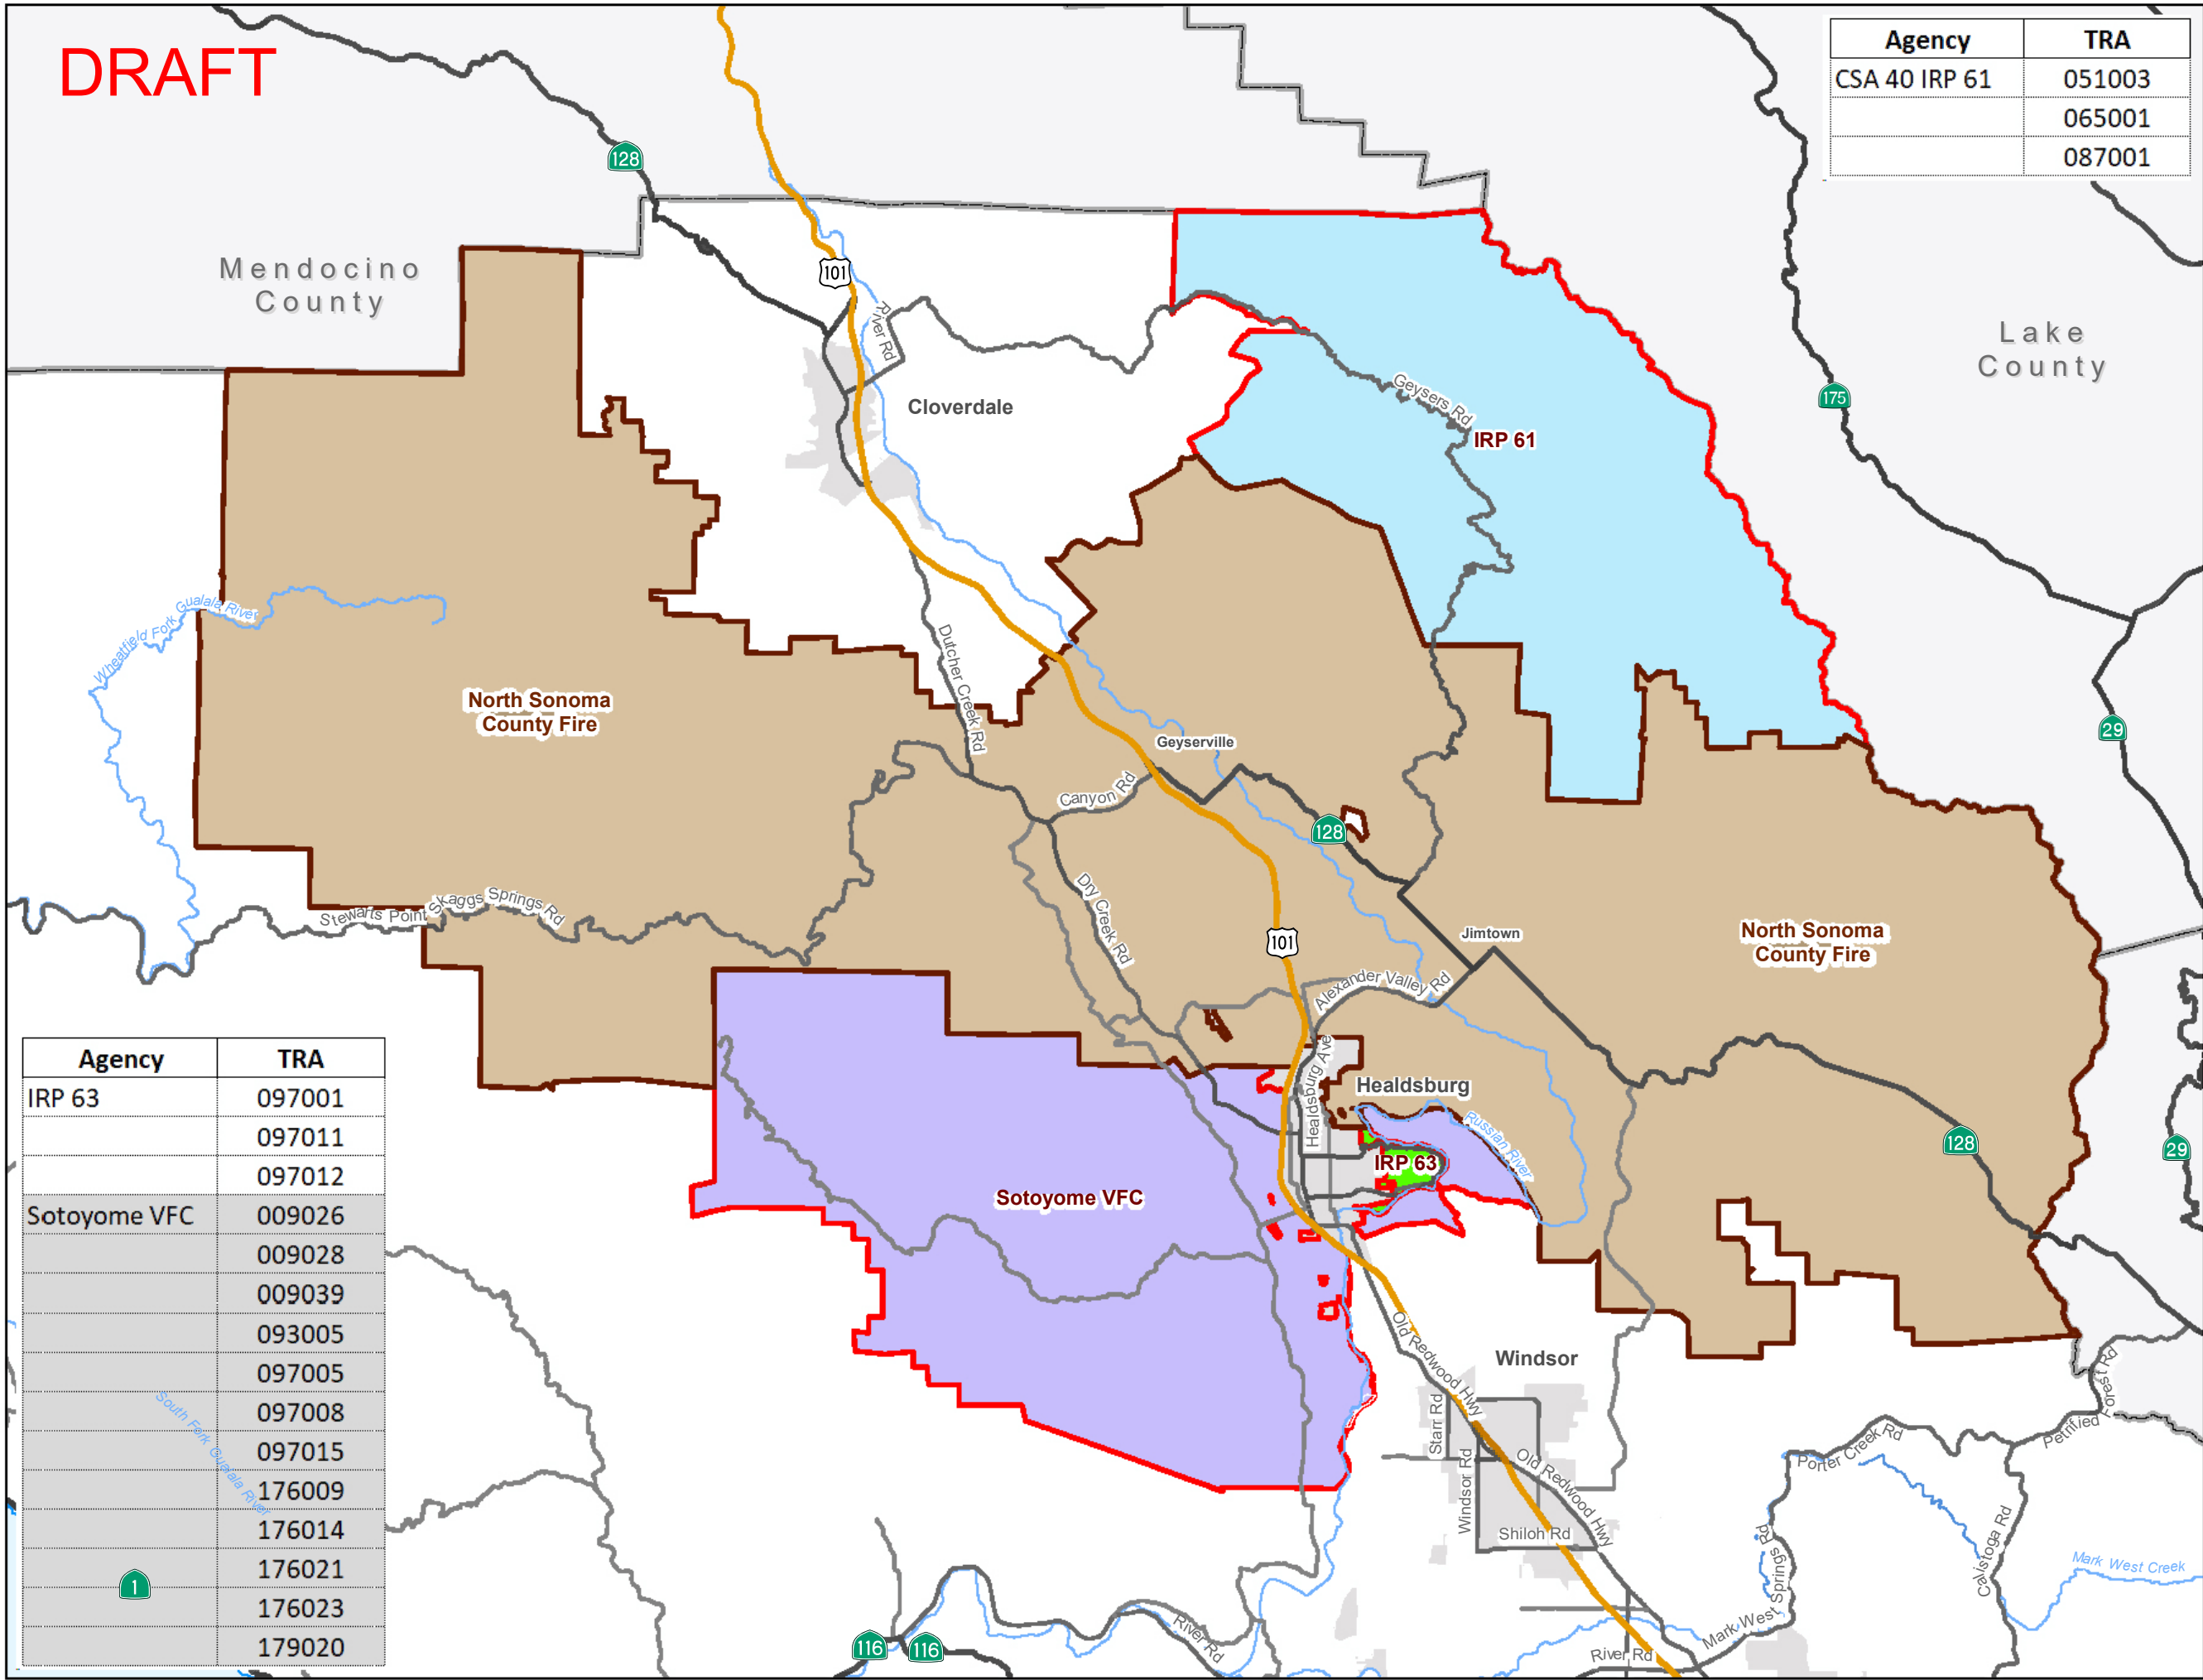 DRAFT
Agency TRA
CSA 40 IRP 61 051003
065001
087001
128
101
Mendocino
County
Lake
County
River Rd
Cloverdale
175
Geysers Rd
IRP 61
Wheatfield Fork Gualala River
Dutcher Creek Rd
North Sonoma
County Fire
Geyserville
29
Canyon Rd
128
Stewarts Point Skaggs Springs Rd
Dry Creek Rd
101
Jimtown
North Sonoma
County Fire
Alexander Valley Rd
Healdsburg Ave
Healdsburg
Russian River
128
29
IRP 63
Sotoyome VFC
Agency TRA
IRP 63 097001
097011
097012
Sotoyome VFC 009026
009028
009039
093005
097005
097008
097015
176009
176014
176021
176023
179020
South Fork Gualala River
1
Old Redwood Hwy
Windsor
Starr Rd
Windsor Rd
Old Redwood Hwy
Shiloh Rd
Petrified Forest Rd
Porter Creek Rd
Calistoga Rd
Mark West Creek
Mark West Springs Rd
River Rd
River Rd
116
116